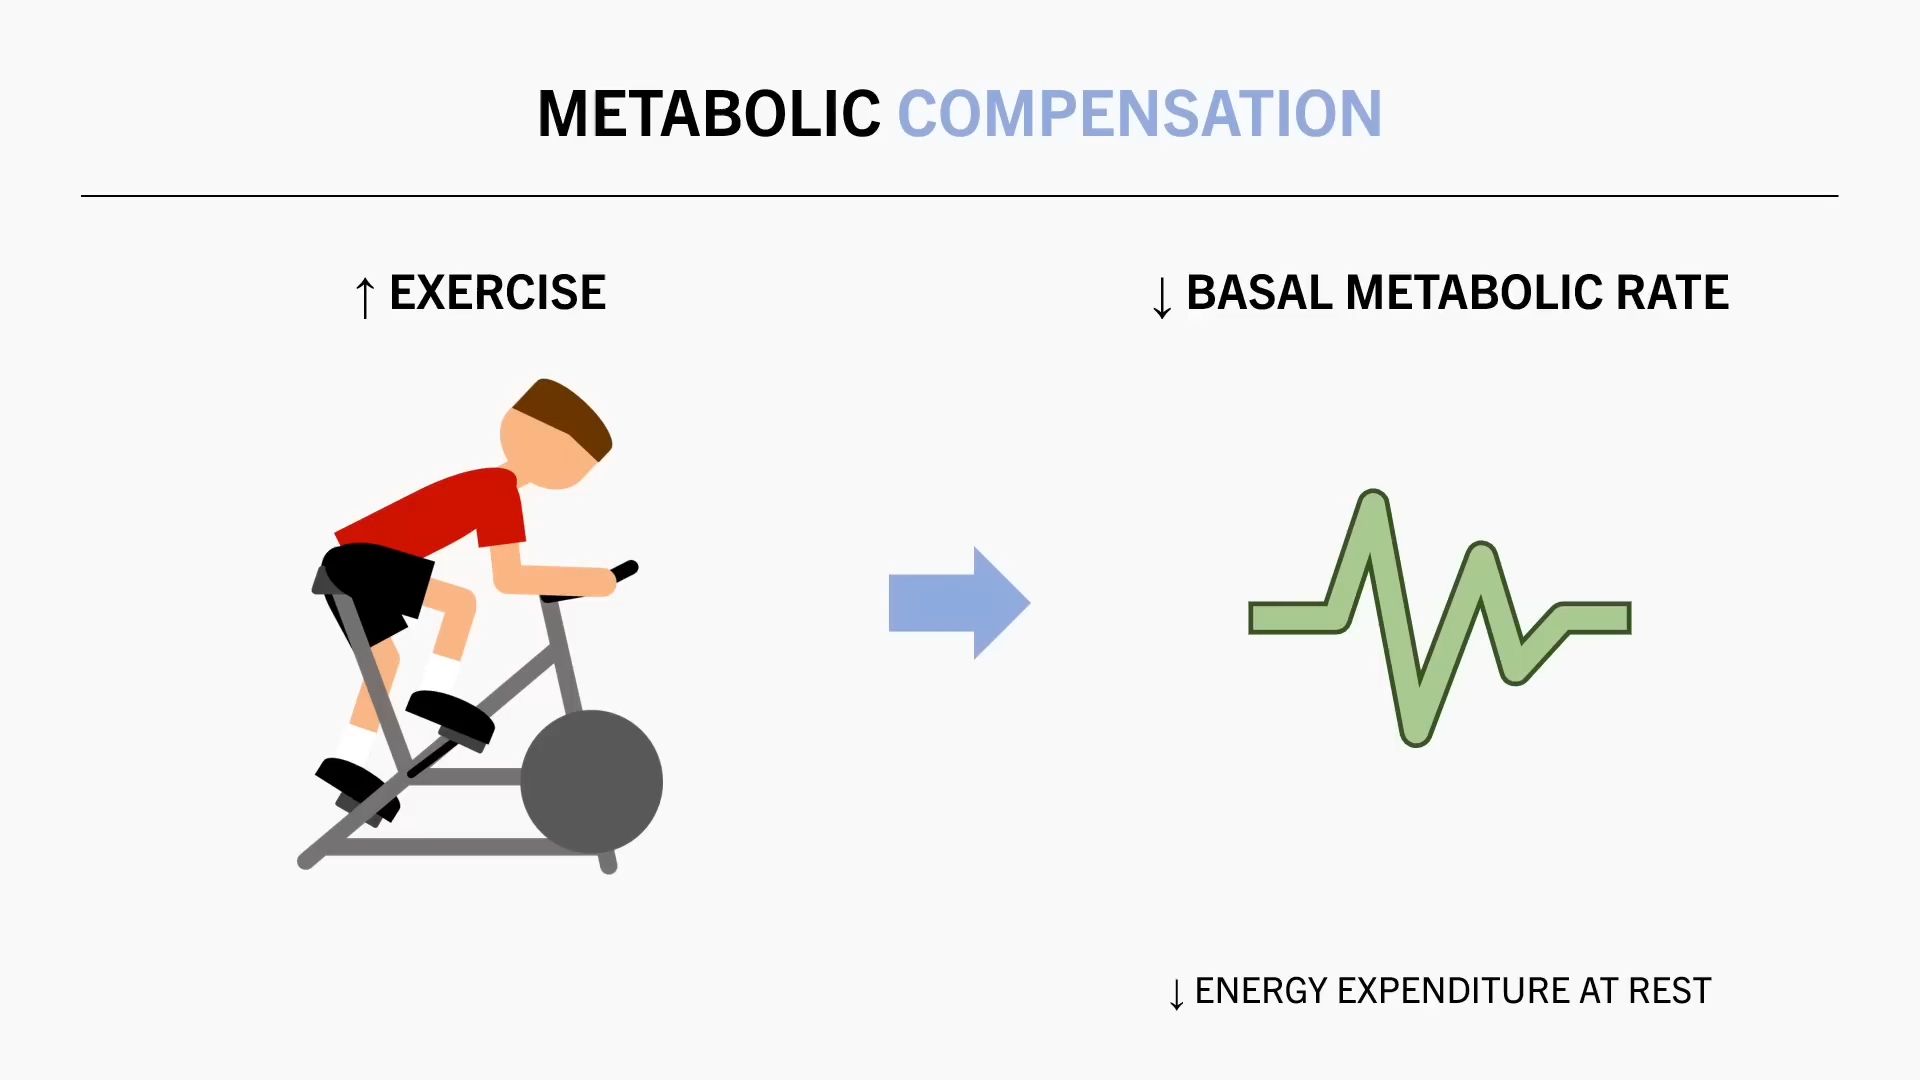 METABOLIC COMPENSATION
↑ EXERCISE
↓ BASAL METABOLIC RATE
↓ ENERGY EXPENDITURE AT REST